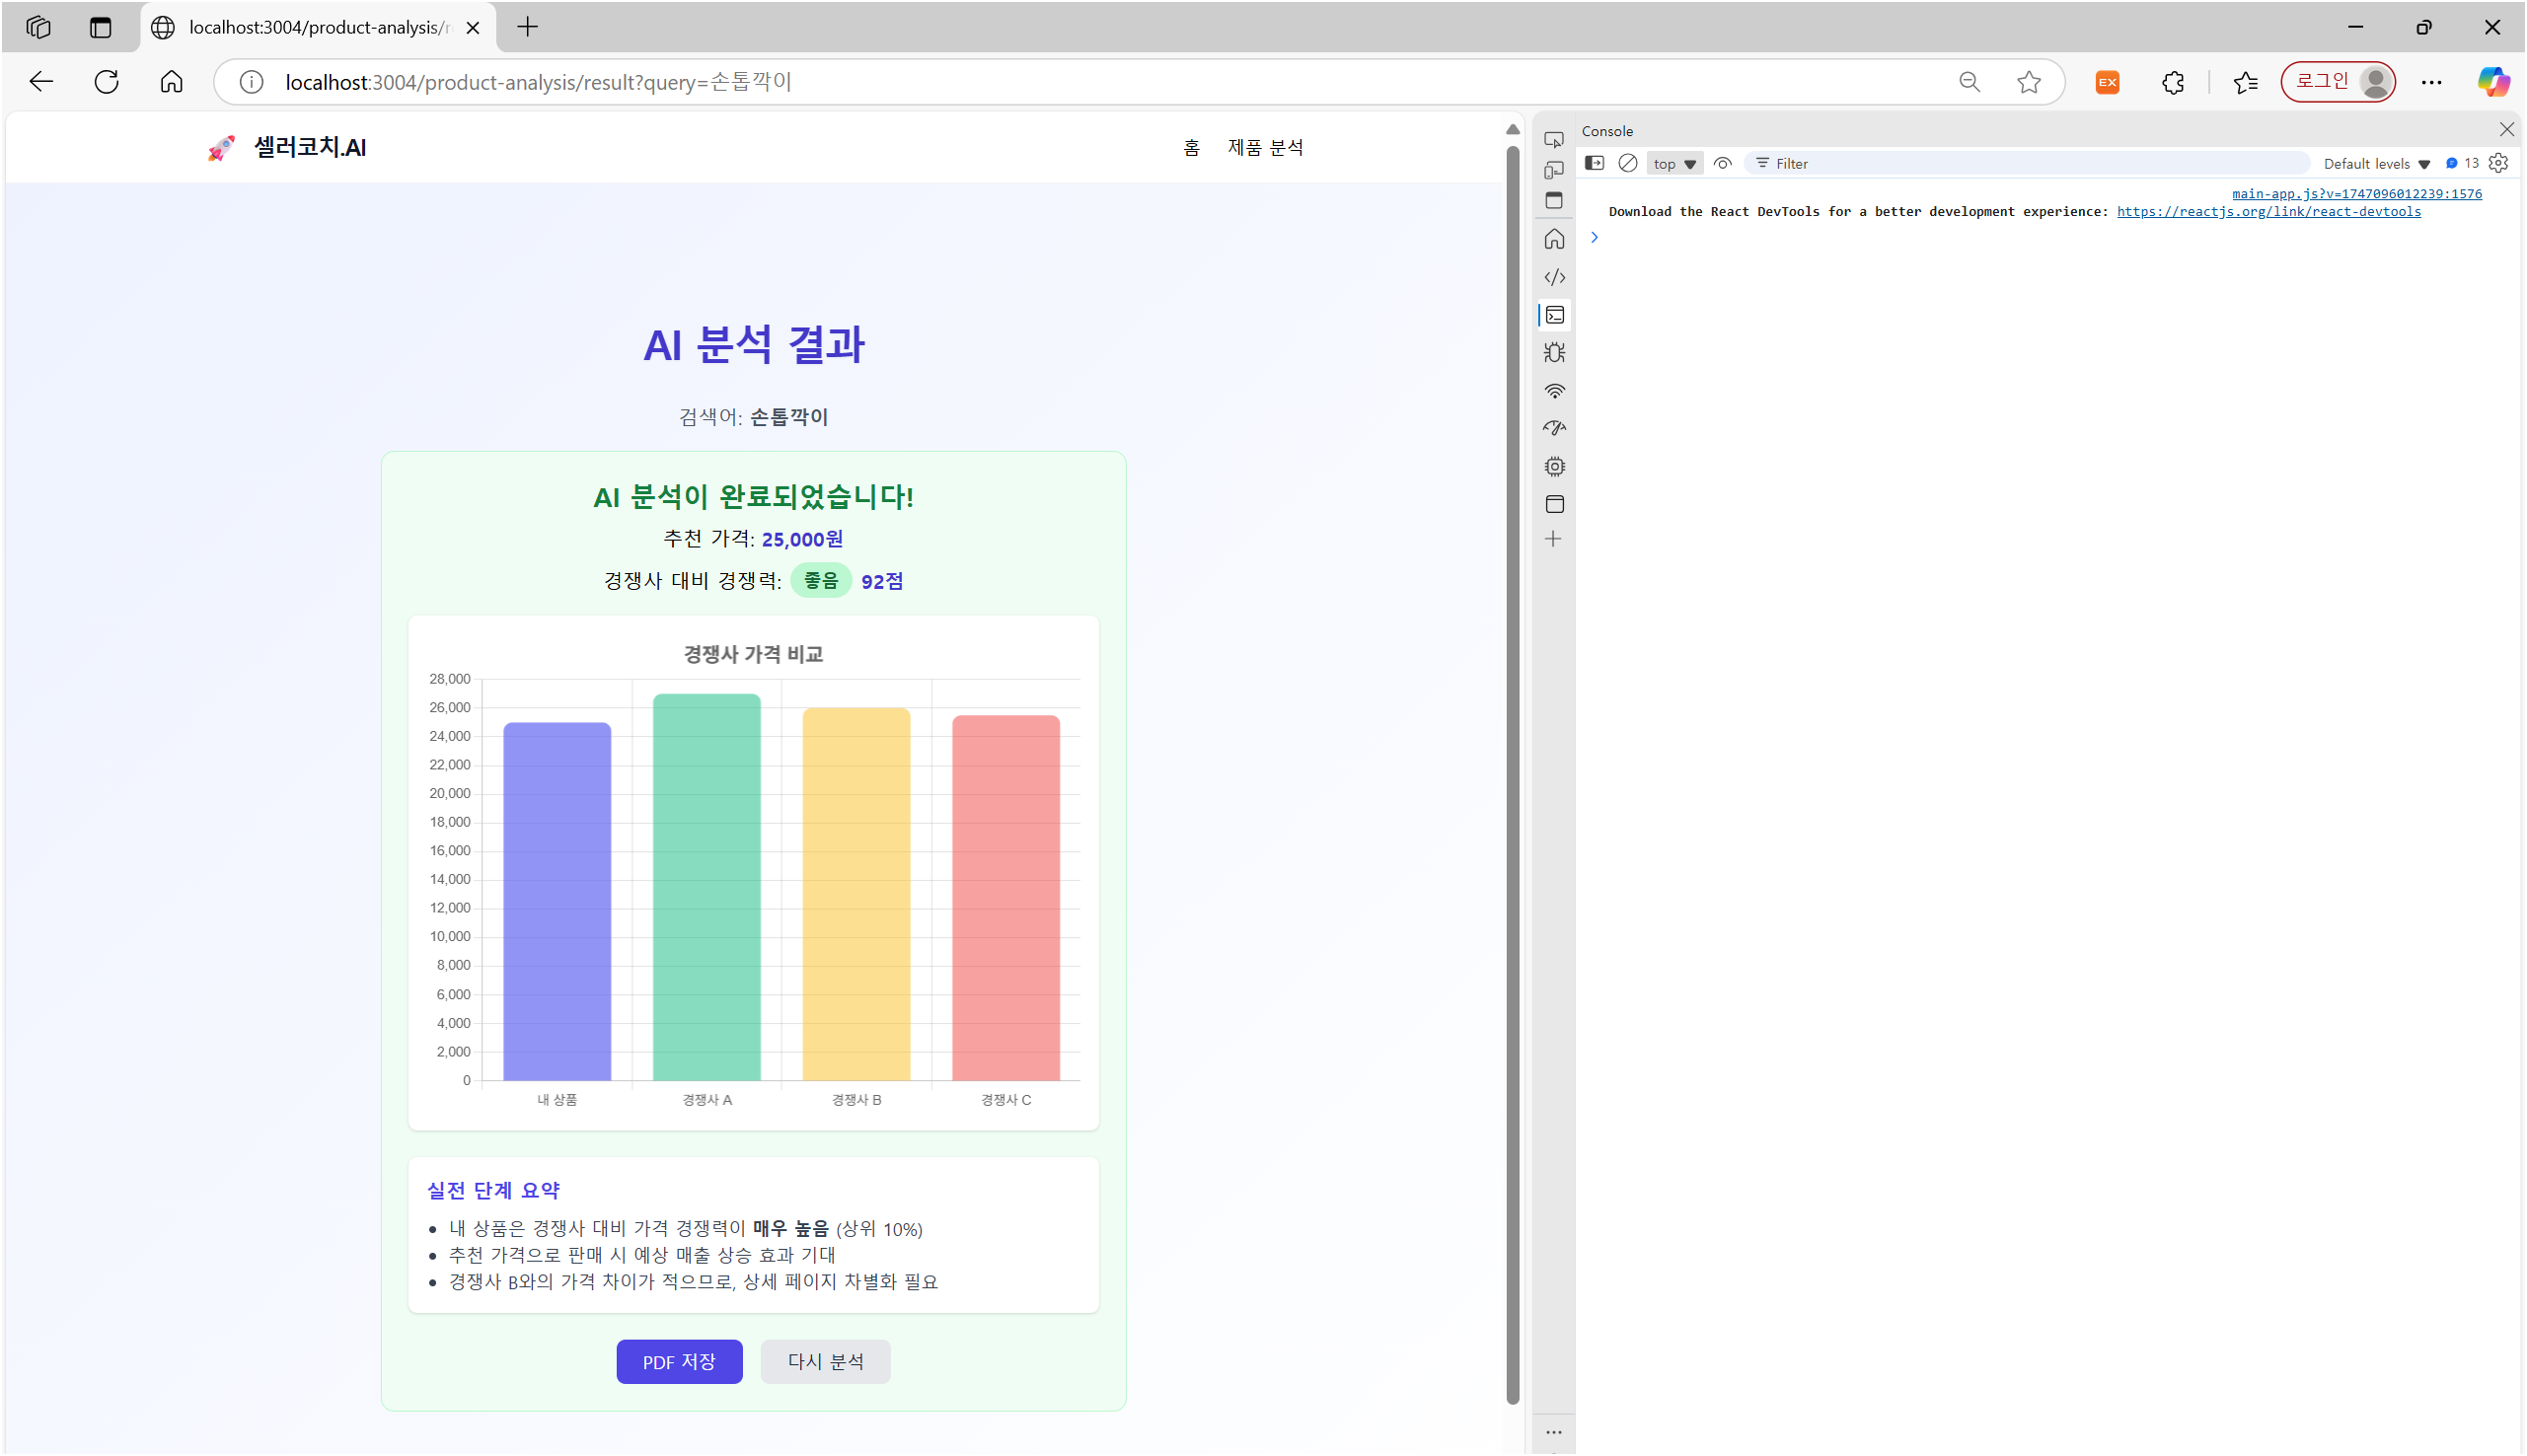 localhost:3004/product-analysis/r
localhost:3004/product-analysis/result?query=손톱깍이
EX
로그인
셀러코치.AI
홈
제품 분석
AI 분석 결과
검색어: 손톱깍이
AI 분석이 완료되었습니다!
추천 가격: 25,000원
경쟁사 대비 경쟁력: 좋음 92점
경쟁사 가격 비교
28,000
26,000
24,000
22,000
20,000
18,000
16,000
14,000
12,000
10,000
8,000
6,000
4,000
2,000
0
내 상품
경쟁사 A
경쟁사 B
경쟁사 C
실전 단계 요약
내 상품은 경쟁사 대비 가격 경쟁력이 매우 높음 (상위 10%)
추천 가격으로 판매 시 예상 매출 상승 효과 기대
경쟁사 B와의 가격 차이가 적으므로, 상세 페이지 차별화 필요
PDF 저장
다시 분석
Console
top
Filter
Default levels
13
main-app.js?v=1747096012239:1576
Download the React DevTools for a better development experience: https://reactjs.org/link/react-devtools